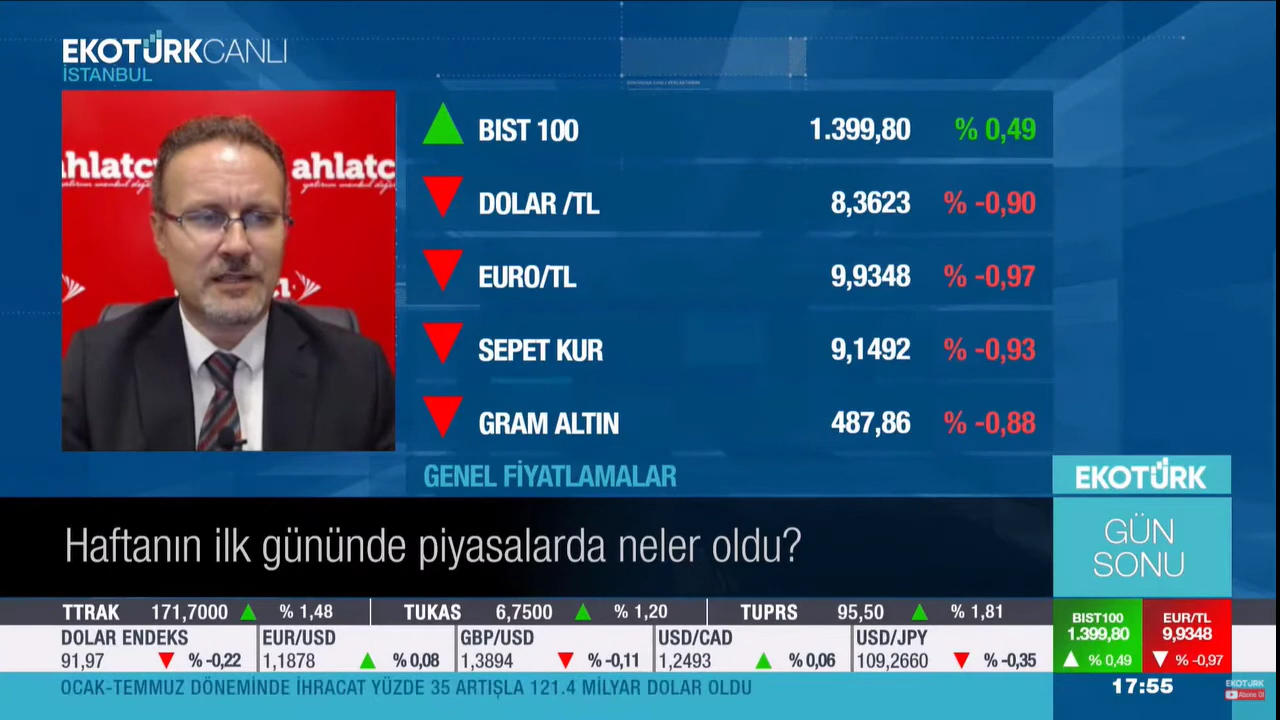 EKOTÜRK CANLI
İSTANBUL
ahlatcı
ahlatc
yatırım menkul değe
BIST 100 1.399,80 % 0,49
DOLAR /TL 8,3623 % -0,90
EURO/TL 9,9348 % -0,97
SEPET KUR 9,1492 % -0,93
GRAM ALTIN 487,86 % -0,88
GENEL FİYATLAMALAR
EKOTÜRK
GÜN
SONU
Haftanın ilk gününde piyasalarda neler oldu?
TTRAK 171,7000 % 1,48 TUKAS 6,7500 % 1,20 TUPRS 95,50 % 1,81
DOLAR ENDEKS EUR/USD GBP/USD USD/CAD USD/JPY
91,97 % -0,22 1,1878 % 0,08 1,3894 % -0,11 1,2493 % 0,06 109,2660 % -0,35
BIST100 EUR/TL
1.399,80 9,9348
% 0,49 % -0,97
OCAK-TEMMUZ DÖNEMİNDE İHRACAT YÜZDE 35 ARTIŞLA 121.4 MİLYAR DOLAR OLDU
17:55
EKOTÜRK
Abone Ol